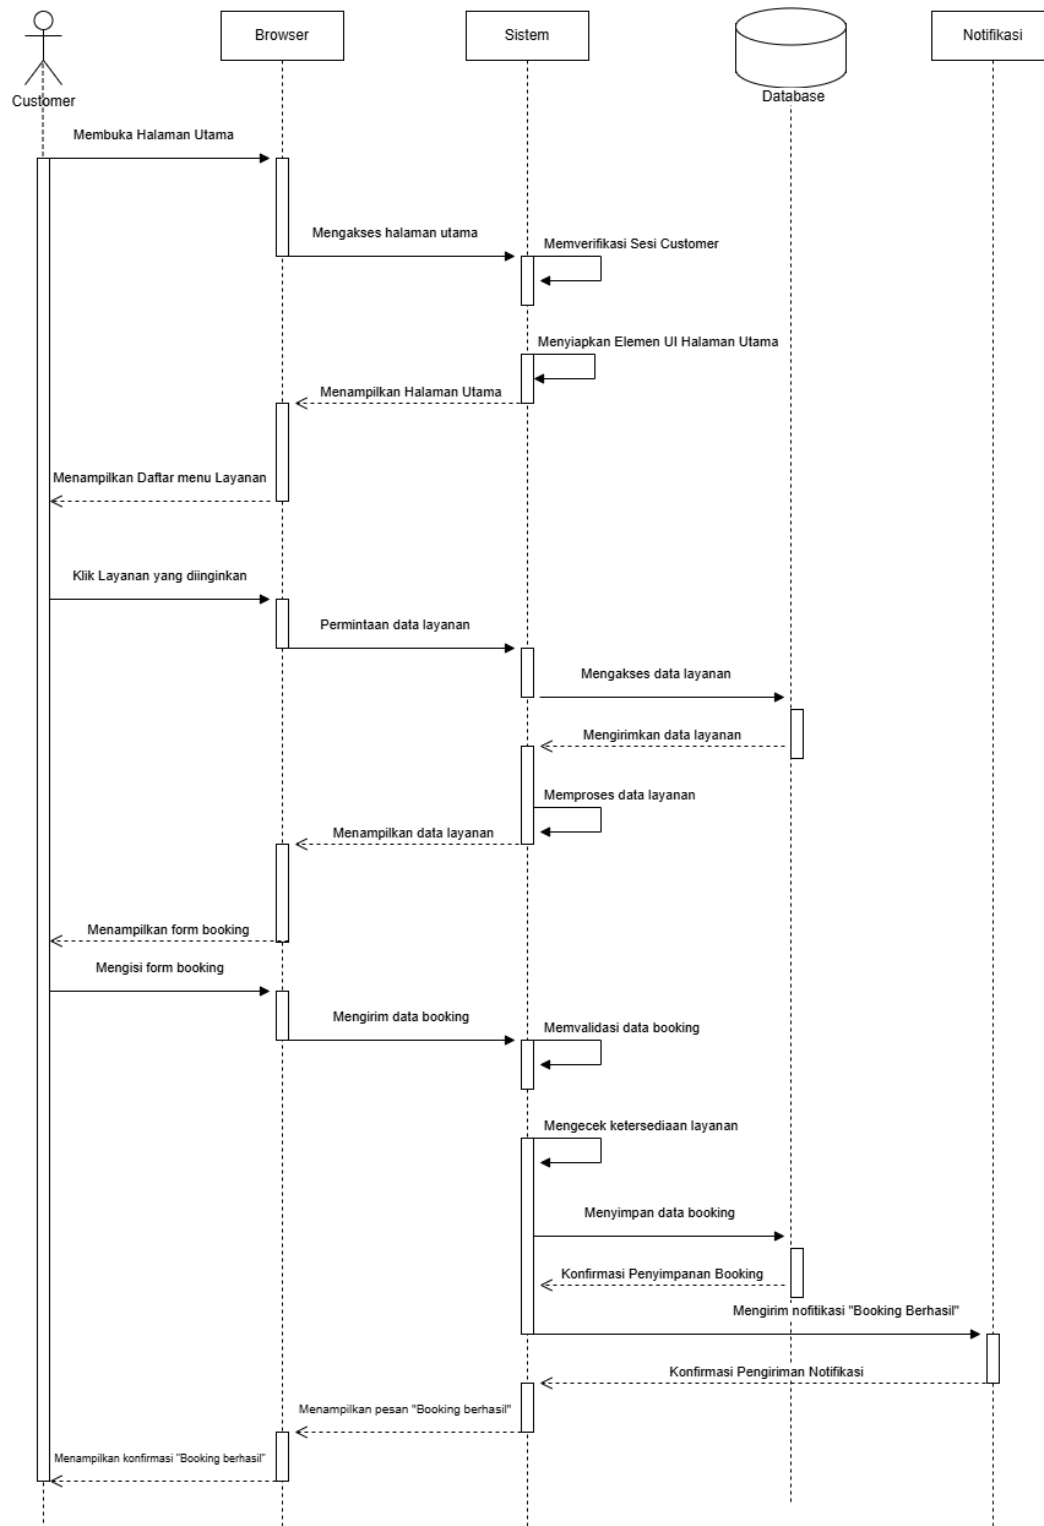 Browser
Sistem
Notifikasi
Customer
Database
Membuka Halaman Utama
Mengakses halaman utama
Memverifikasi Sesi Customer
Menyiapkan Elemen UI Halaman Utama
Menampilkan Halaman Utama
Menampilkan Daftar menu Layanan
Klik Layanan yang diinginkan
Permintaan data layanan
Mengakses data layanan
Mengirimkan data layanan
Memproses data layanan
Menampilkan data layanan
Menampilkan form booking
Mengisi form booking
Mengirim data booking
Memvalidasi data booking
Mengecek ketersediaan layanan
Menyimpan data booking
Konfirmasi Penyimpanan Booking
Mengirim nofitikasi "Booking Berhasil"
Konfirmasi Pengiriman Notifikasi
Menampilkan pesan "Booking berhasil"
Menampilkan konfirmasi "Booking berhasil"